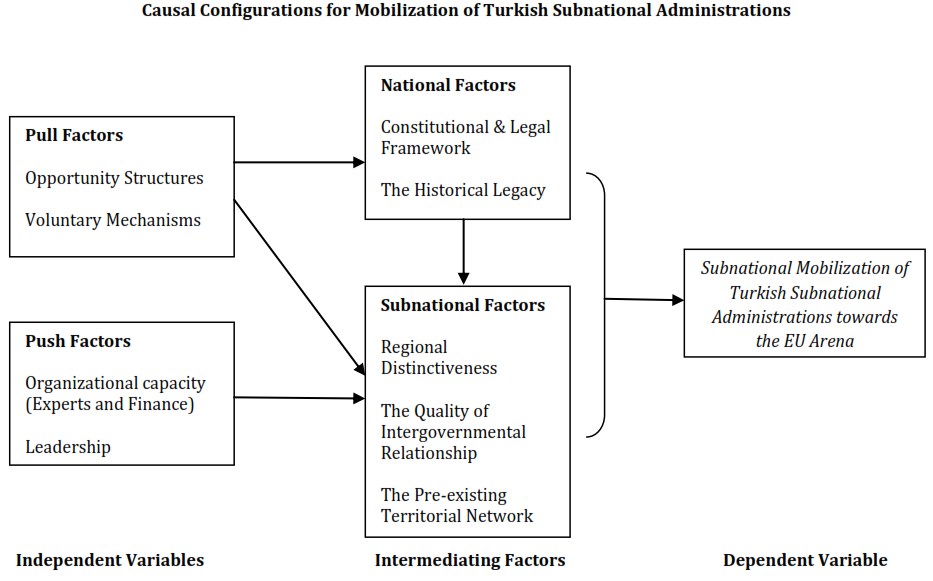 Causal Configurations for Mobilization of Turkish Subnational Administrations
Pull Factors
Opportunity Structures
Voluntary Mechanisms
Push Factors
Organizational capacity
(Experts and Finance)
Leadership
Independent Variables
National Factors
Constitutional & Legal
Framework
The Historical Legacy
Subnational Factors
Regional
Distinctiveness
The Quality of
Intergovernmental
Relationship
The Pre-existing
Territorial Network
Intermediating Factors
Subnational Mobilization of
Turkish Subnational
Administrations towards
the EU Arena
Dependent Variable